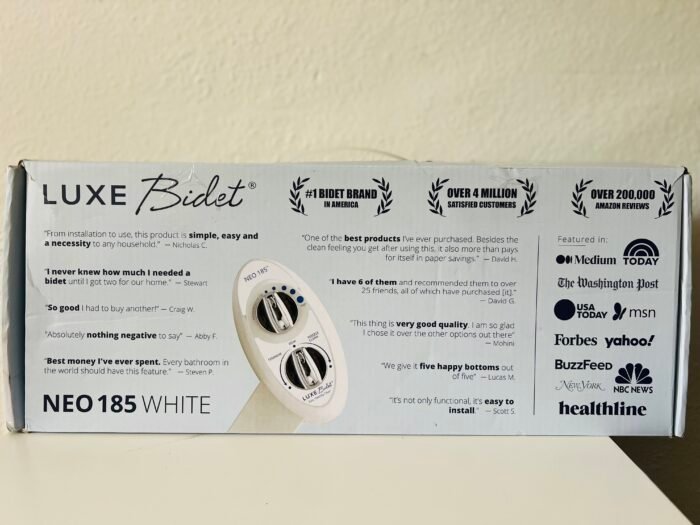 LUXE Bidet®
#1 BIDET BRAND
IN AMERICA
OVER 4 MILLION
SATISFIED CUSTOMERS
OVER 200,000
AMAZON REVIEWS
"From installation to use, this product is simple, easy and
a necessity to any household." — Nicholas C.
"I never knew how much I needed a
bidet until I got two for our home." — Stewart
"So good I had to buy another!" — Craig W.
"Absolutely nothing negative to say" — Abby F.
"Best money I've ever spent. Every bathroom in
the world should have this feature." — Steven P.
NEO 185 WHITE
NEO 185
LUXE Bidet
"One of the best products I've ever purchased. Besides the
clean feeling you get after using this, it also more than pays
for itself in paper savings." — David H.
"I have 6 of them and recommended them to over
25 friends, all of which have purchased [it]."
— David G.
"This thing is very good quality. I am so glad
I chose it over the other options out there"
— Mohini
"We give it five happy bottoms out
of five" — Lucas M.
"It's not only functional, it's easy to
install." — Scott S.
Featured in:
Medium TODAY
The Washington Post
USA
TODAY msn
Forbes yahoo!
BuzzFeed
NEW YORK NBC NEWS
healthline